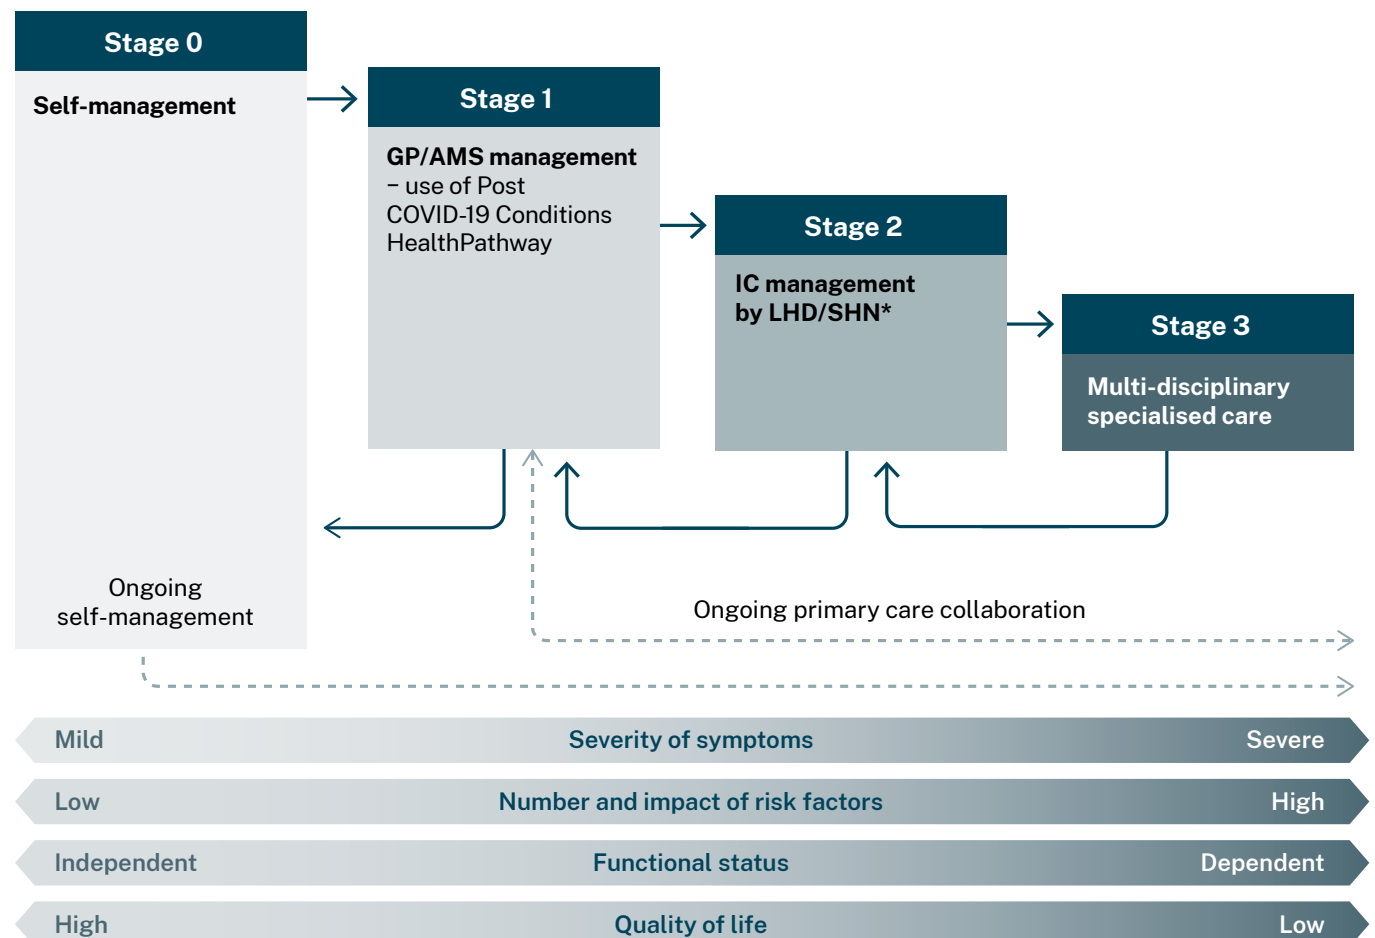 Stage 0
Self-management
Ongoing
self-management
Stage 1
GP/AMS management
– use of Post
COVID-19 Conditions
HealthPathway
Stage 2
IC management
by LHD/SHN*
Stage 3
Multi-disciplinary
specialised care
Ongoing primary care collaboration
Mild Severity of symptoms Severe
Low Number and impact of risk factors High
Independent Functional status Dependent
High Quality of life Low